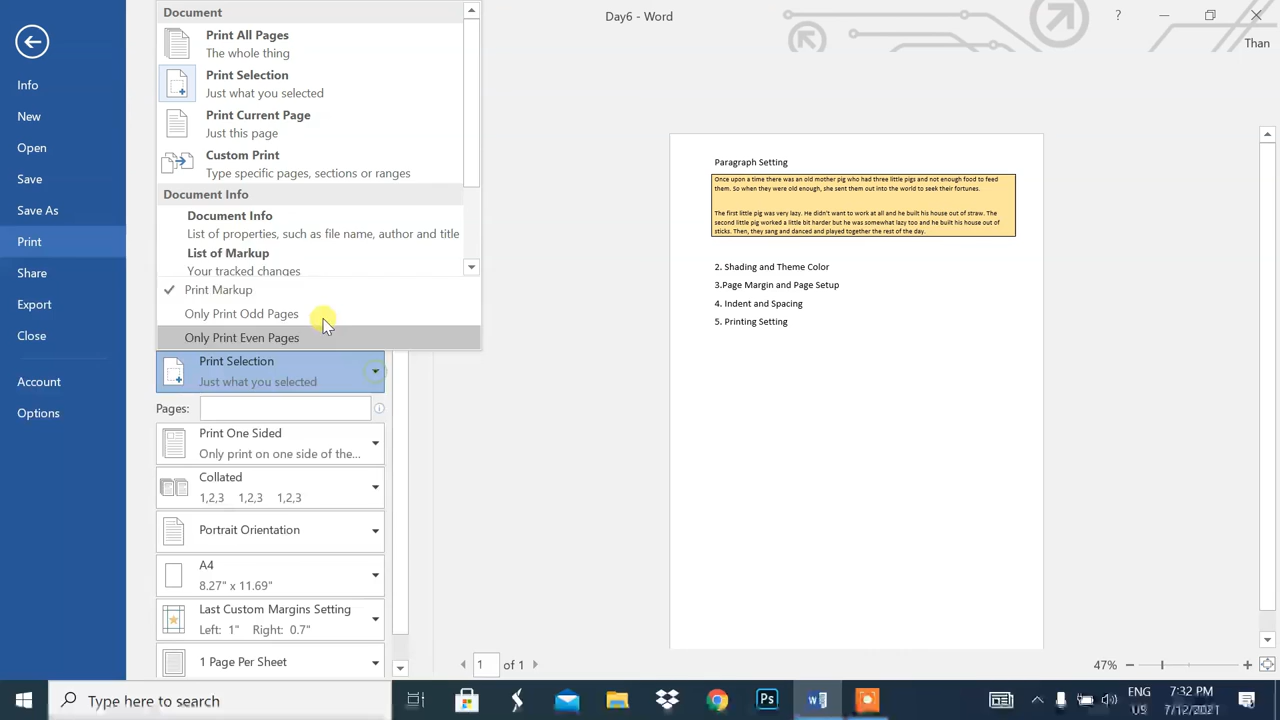 Day6 - Word
?
Than
Info
New
Open
Save
Save As
Print
Share
Export
Close
Account
Options
Document
Print All Pages
The whole thing
Print Selection
Just what you selected
Print Current Page
Just this page
Custom Print
Type specific pages, sections or ranges
Document Info
Document Info
List of properties, such as file name, author and title
List of Markup
Your tracked changes
Print Markup
Only Print Odd Pages
Only Print Even Pages
Print Selection
Just what you selected
Pages:
Print One Sided
Only print on one side of the...
Collated
1,2,3 1,2,3 1,2,3
Portrait Orientation
A4
8.27" x 11.69"
Last Custom Margins Setting
Left: 1" Right: 0.7"
1 Page Per Sheet
Paragraph Setting
Once upon a time there was an old mother pig who had three little pigs and not enough food to feed
them. So when they were old enough, she sent them out into the world to seek their fortunes.
The first little pig was very lazy. He didn't want to work at all and he built his house out of straw. The
second little pig worked a little bit harder but he was somewhat lazy too and he built his house out of
sticks. Then, they sang and danced and played together the rest of the day.
2. Shading and Theme Color
3.Page Margin and Page Setup
4. Indent and Spacing
5. Printing Setting
1 of 1
47%
Type here to search
Ps
ENG
US
7:32 PM
7/12/2021